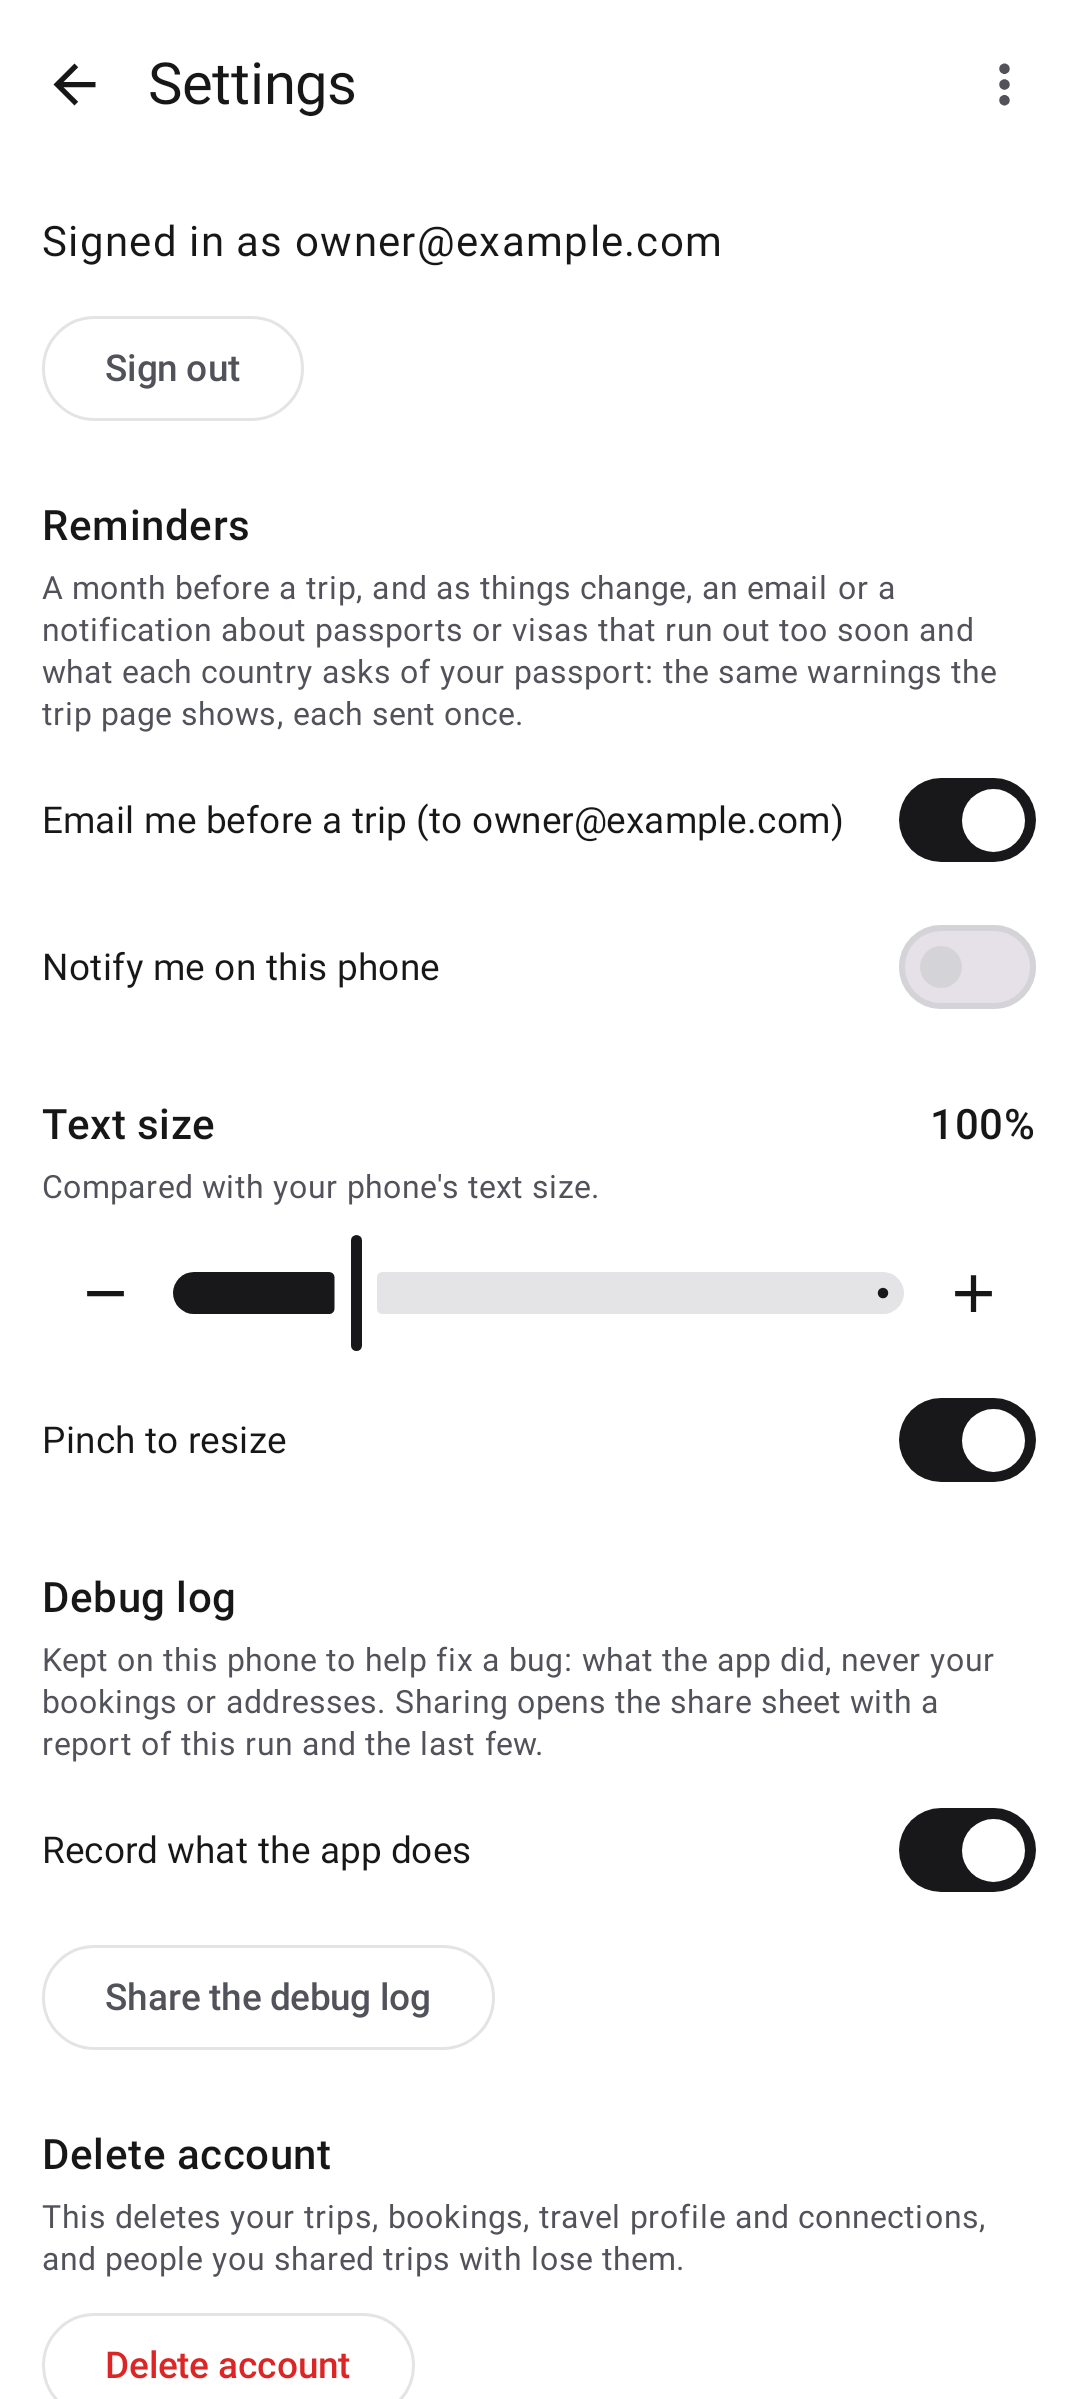 Settings
Signed in as owner@example.com
Sign out
Reminders
A month before a trip, and as things change, an email or a
notification about passports or visas that run out too soon and
what each country asks of your passport: the same warnings the
trip page shows, each sent once.
Email me before a trip (to owner@example.com)
Notify me on this phone
Text size 100%
Compared with your phone's text size.
Pinch to resize
Debug log
Kept on this phone to help fix a bug: what the app did, never your
bookings or addresses. Sharing opens the share sheet with a
report of this run and the last few.
Record what the app does
Share the debug log
Delete account
This deletes your trips, bookings, travel profile and connections,
and people you shared trips with lose them.
Delete account